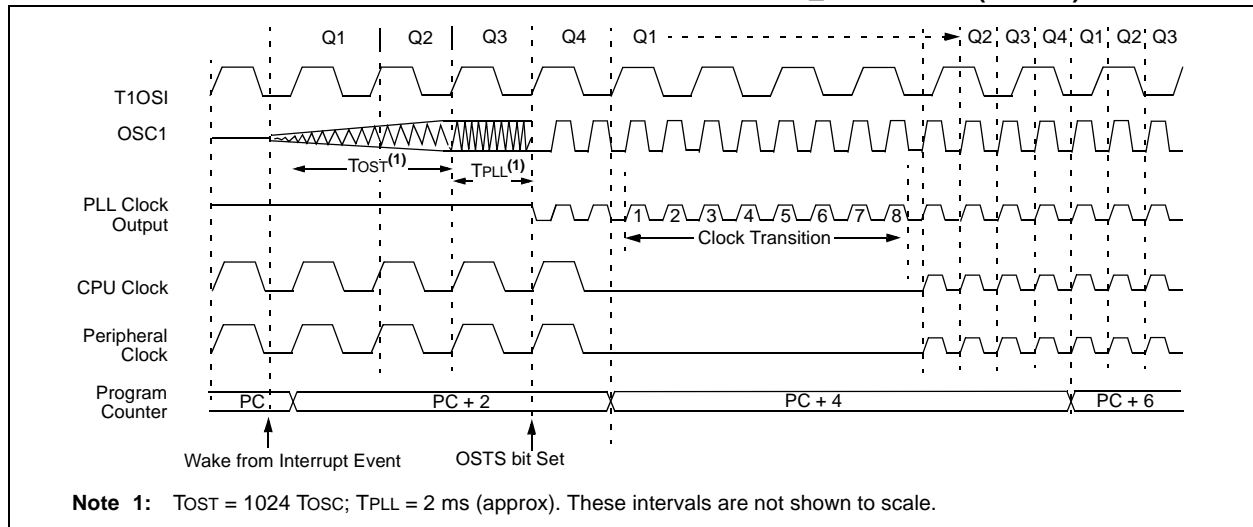 Q1 Q2 Q3 Q4 Q1 Q2 Q3 Q4 Q1 Q2 Q3
T1OSI
OSC1
TOST(1)
TPLL(1)
PLL Clock
Output
1 2 3 4 5 6 7 8
Clock Transition
CPU Clock
Peripheral
Clock
Program
Counter
PC PC + 2 PC + 4 PC + 6
Wake from Interrupt Event
OSTS bit Set
Note 1: TOST = 1024 TOSC; TPLL = 2 ms (approx). These intervals are not shown to scale.